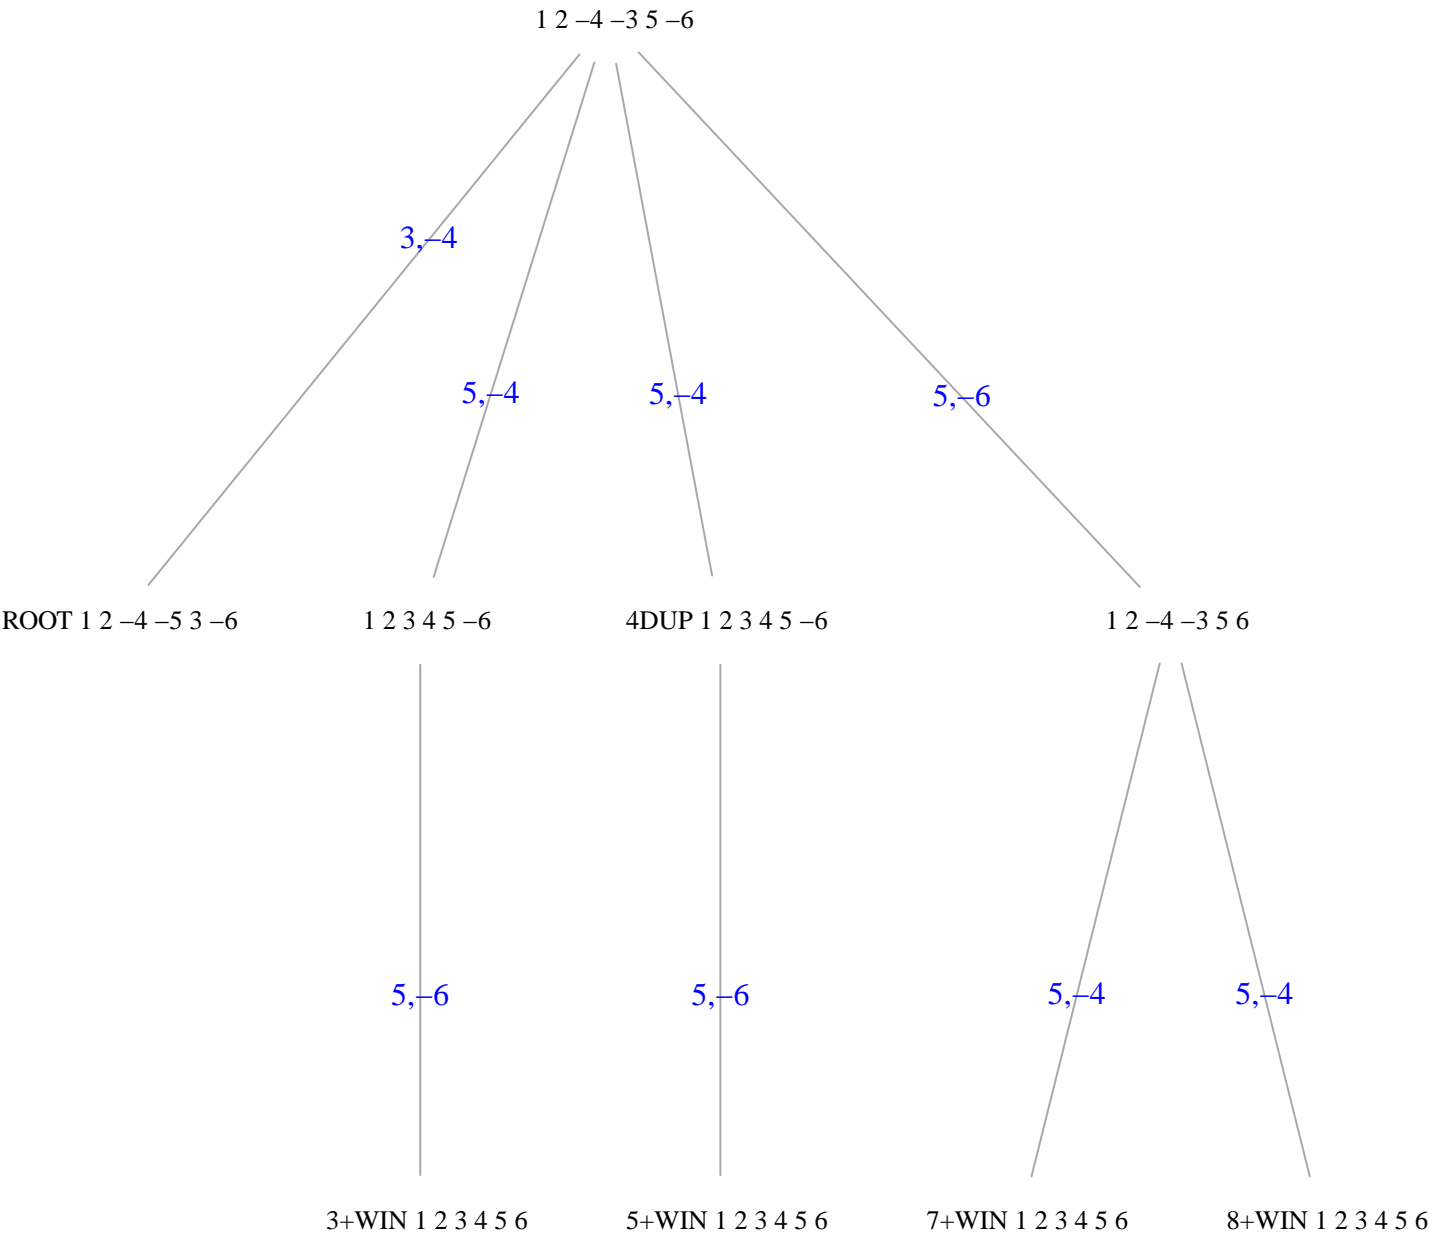 1 2 –4 –3 5 –6
3,–4
5,–4
5,–4
5,–6
ROOT 1 2 –4 –5 3 –6
1 2 3 4 5 –6
4DUP 1 2 3 4 5 –6
1 2 –4 –3 5 6
5,–6
5,–6
5,–4
5,–4
3+WIN 1 2 3 4 5 6
5+WIN 1 2 3 4 5 6
7+WIN 1 2 3 4 5 6
8+WIN 1 2 3 4 5 6